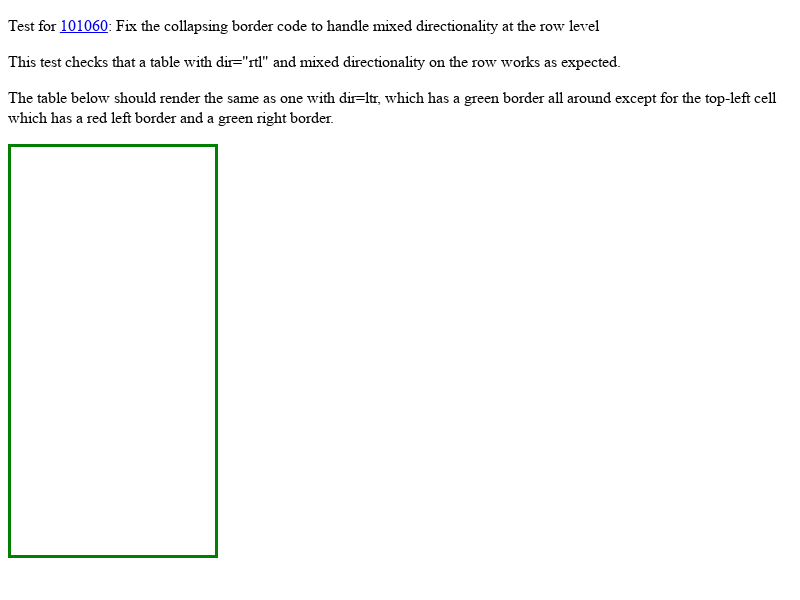 Test for 101060: Fix the collapsing border code to handle mixed directionality at the row level
This test checks that a table with dir="rtl" and mixed directionality on the row works as expected.
The table below should render the same as one with dir=ltr, which has a green border all around except for the top-left cell
which has a red left border and a green right border.